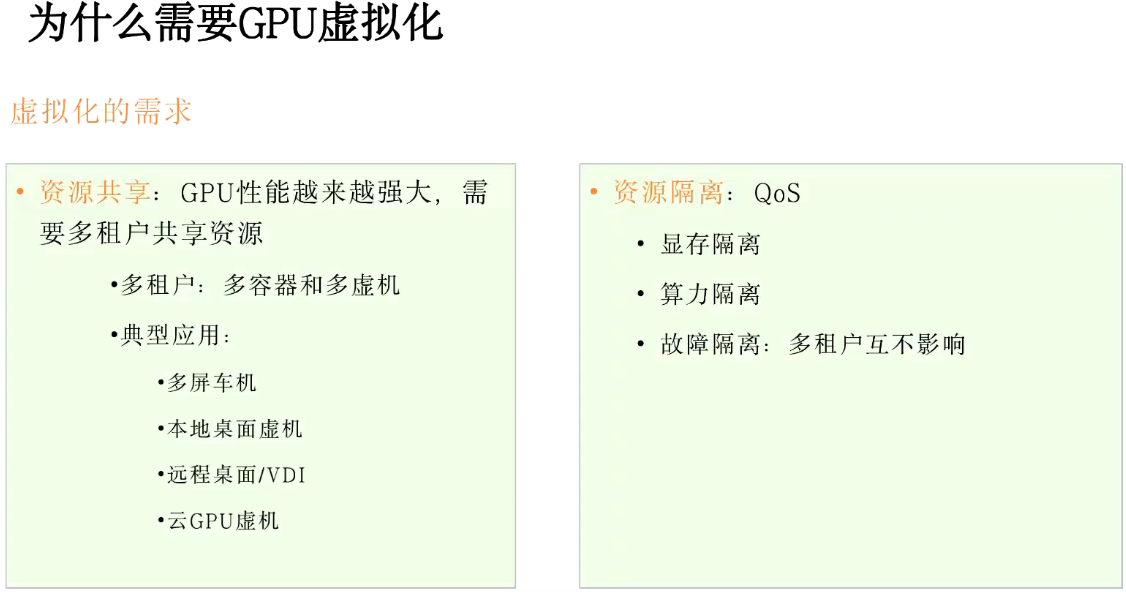 为什么需要GPU虚拟化
虚拟化的需求
• 资源共享：GPU性能越来越强大，需
要多租户共享资源
•多租户：多容器和多虚机
•典型应用：
•多屏车机
•本地桌面虚机
•远程桌面/VDI
•云GPU虚机
• 资源隔离：QoS
• 显存隔离
• 算力隔离
• 故障隔离：多租户互不影响